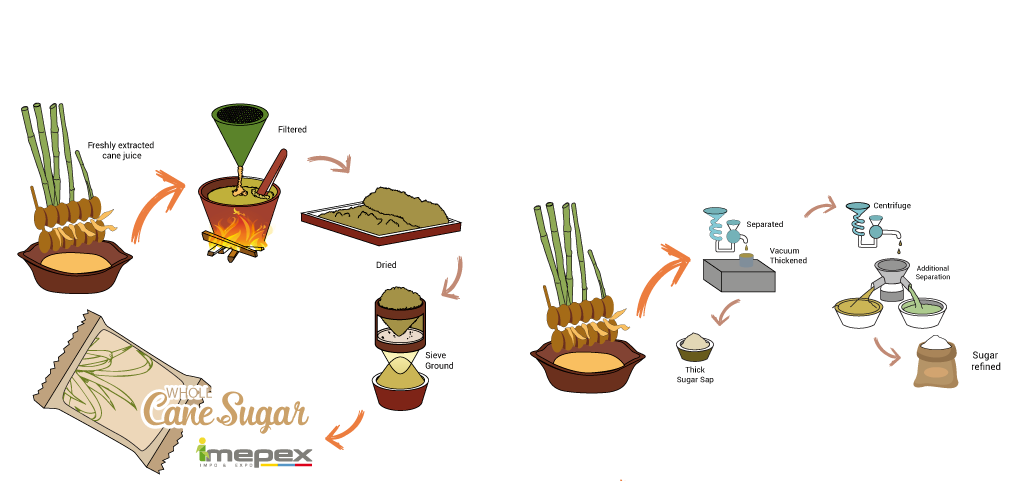 Freshly extracted
cane juice
Filtered
Dried
Sieve
Ground
WHOLE
Cane Sugar
imepex
IMPO & EXPO
Separated
Vacuum
Thickened
Thick
Sugar Sap
Centrifuge
Additional
Separation
Sugar
refined